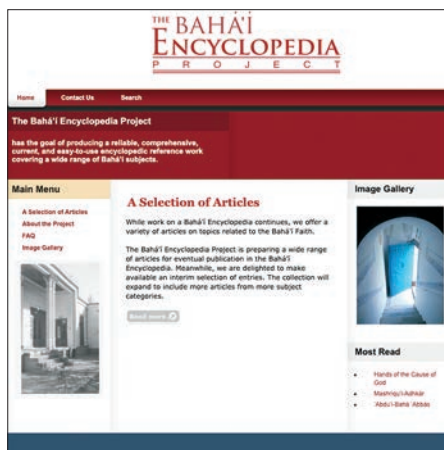 THE BAHÁ'Í
ENCYCLOPEDIA
PROJECT
Home Contact Us Search
The Bahá'í Encyclopedia Project
has the goal of producing a reliable, comprehensive,
current, and easy-to-use encyclopedic reference work
covering a wide range of Bahá'í subjects.
Main Menu
A Selection of Articles
About the Project
FAQ
Image Gallery
A Selection of Articles
While work on a Bahá'í Encyclopedia continues, we offer a
variety of articles on topics related to the Bahá'í Faith.
The Bahá'í Encyclopedia Project is preparing a wide range
of articles for eventual publication in the Bahá'í
Encyclopedia. Meanwhile, we are delighted to make
available an interim selection of entries. The collection will
expand to include more articles from more subject
categories.
Read more
Image Gallery
Most Read
• Hands of the Cause of
God
• Mashriqu'l-Adhkár
• 'Abdu'l-Bahá 'Abbás